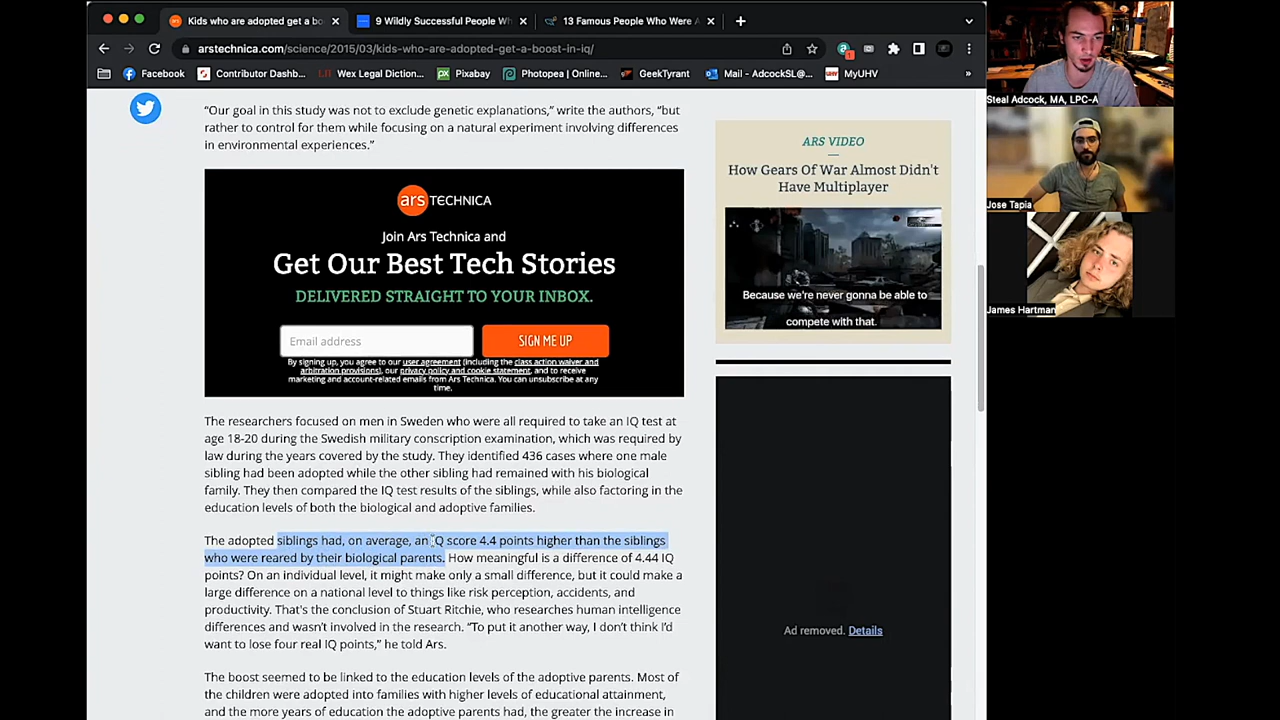 Kids who are adopted get a bo
9 Wildly Successful People Wh
13 Famous People Who Were A
arstechnica.com/science/2015/03/kids-who-are-adopted-get-a-boost-in-iq/
Facebook
Contributor Dashb...
Wex Legal Diction...
Pixabay
Photopea | Online...
GeekTyrant
Mail - AdcockSL@...
MyUHV
»
“Our goal in this study was not to exclude genetic explanations,” write the authors, “but
rather to control for them while focusing on a natural experiment involving differences
in environmental experiences.”
ars TECHNICA
Join Ars Technica and
Get Our Best Tech Stories
DELIVERED STRAIGHT TO YOUR INBOX.
Email address
SIGN ME UP
By signing up, you agree to our user agreement (including the class action waiver and
arbitration provisions), our privacy policy and cookie statement, and to receive
marketing and account-related emails from Ars Technica. You can unsubscribe at any
time.
The researchers focused on men in Sweden who were all required to take an IQ test at
age 18-20 during the Swedish military conscription examination, which was required by
law during the years covered by the study. They identified 436 cases where one male
sibling had been adopted while the other sibling had remained with his biological
family. They then compared the IQ test results of the siblings, while also factoring in the
education levels of both the biological and adoptive families.
The adopted siblings had, on average, an IQ score 4.4 points higher than the siblings
who were reared by their biological parents. How meaningful is a difference of 4.44 IQ
points? On an individual level, it might make only a small difference, but it could make a
large difference on a national level to things like risk perception, accidents, and
productivity. That's the conclusion of Stuart Ritchie, who researches human intelligence
differences and wasn’t involved in the research. “To put it another way, I don’t think I’d
want to lose four real IQ points,” he told Ars.
The boost seemed to be linked to the education levels of the adoptive parents. Most of
the children were adopted into families with higher levels of educational attainment,
and the more years of education the adoptive parents had, the greater the increase in
ARS VIDEO
How Gears Of War Almost Didn't
Have Multiplayer
Because we're never gonna be able to
compete with that.
Ad removed. Details
Steal Adcock, MA, LPC-A
Jose Tapia
James Hartman